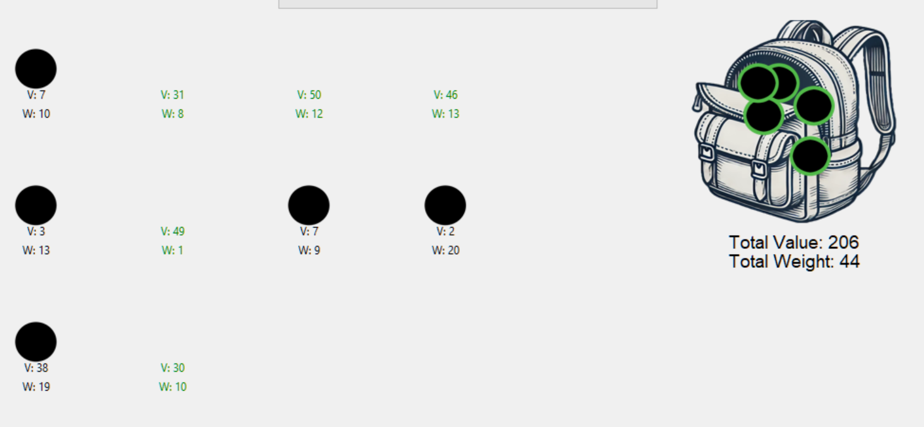 V: 7
W: 10
V: 31
W: 8
V: 50
W: 12
V: 46
W: 13
V: 3
W: 13
V: 49
W: 1
V: 7
W: 9
V: 2
W: 20
V: 38
W: 19
V: 30
W: 10
Total Value: 206
Total Weight: 44